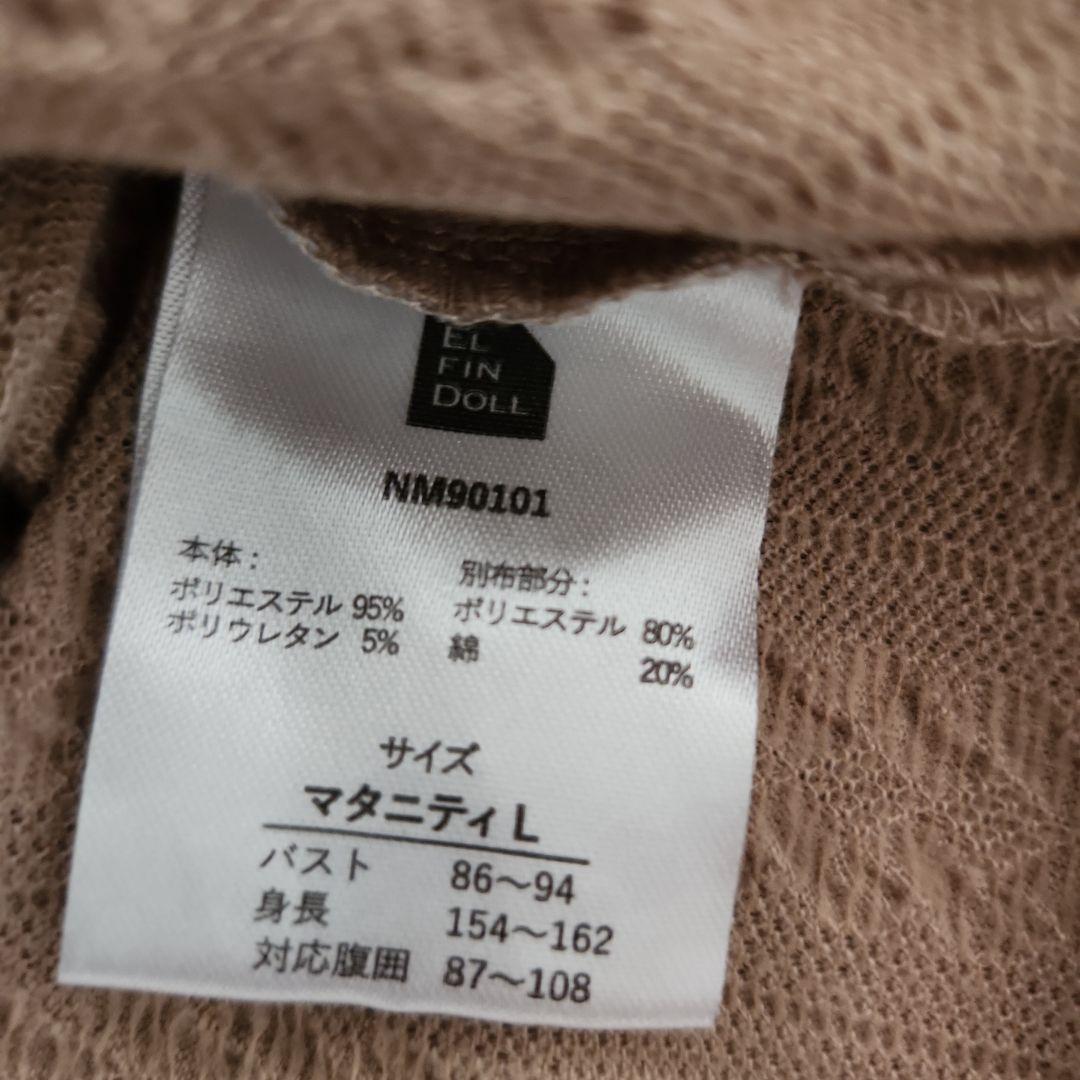 EL
FIN
DOLL
NM90101
本体:
ポリエステル 95%
ポリウレタン 5%
別布部分:
ポリエステル 80%
綿 20%
サイズ
マタニティ L
バスト 86～94
身長 154～162
対応腹囲 87～108